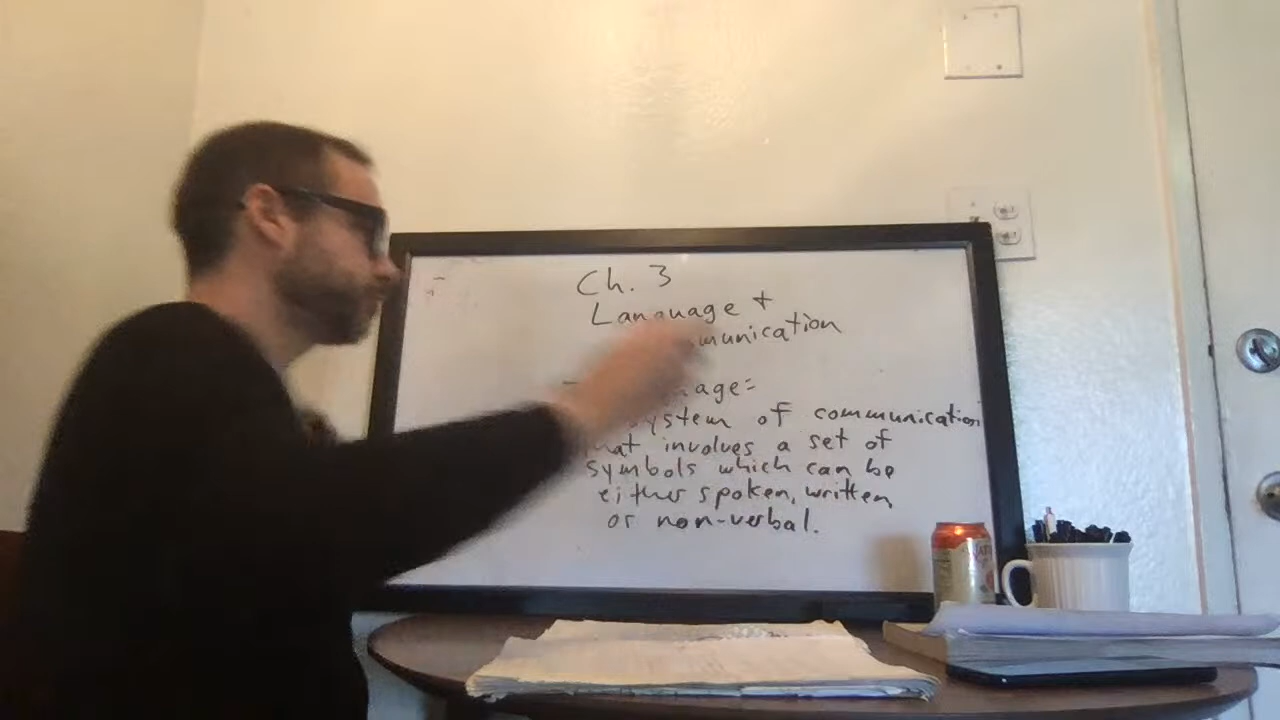 Ch. 3
Language +
munication
age:
system of communication
that involves a set of
symbols which can be
either spoken, written
or non-verbal.